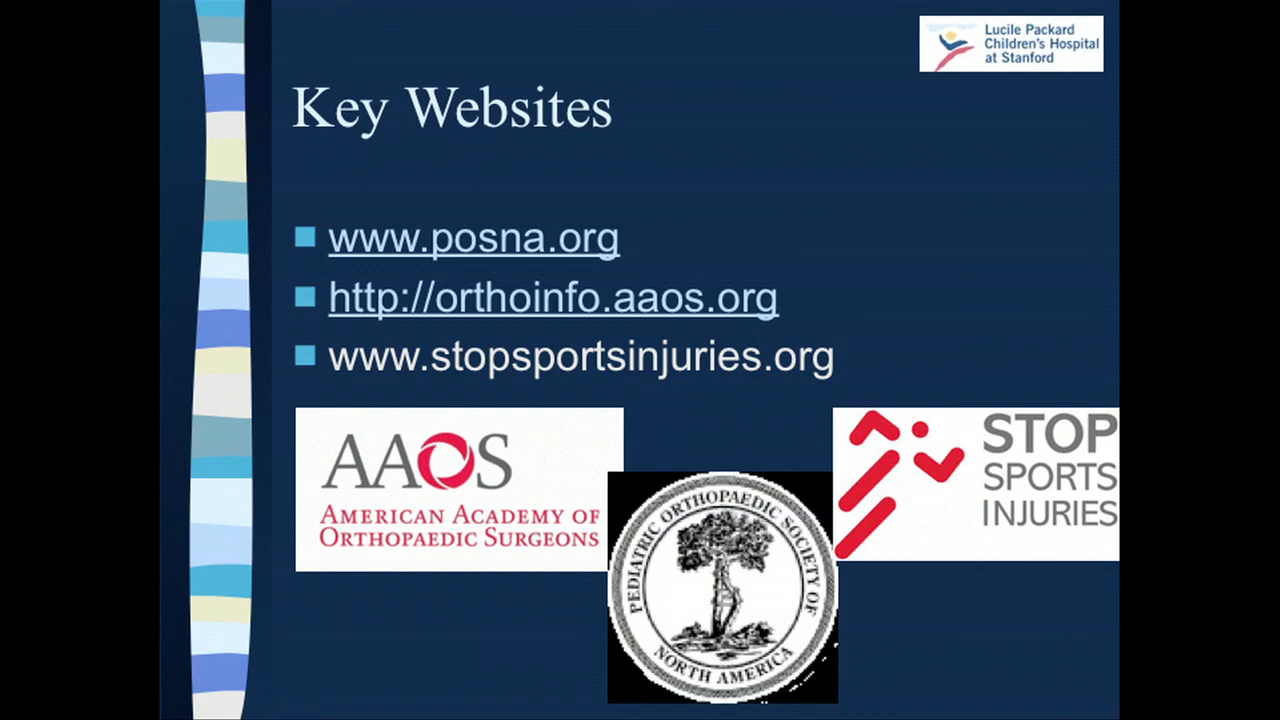 Lucile Packard
Children's Hospital
at Stanford
Key Websites
www.posna.org
http://orthoinfo.aaos.org
www.stopsportsinjuries.org
AAOS
AMERICAN ACADEMY OF
ORTHOPAEDIC SURGEONS
PEDIATRIC ORTHOPAEDIC SOCIETY OF
NORTH AMERICA
STOP
SPORTS
INJURIES